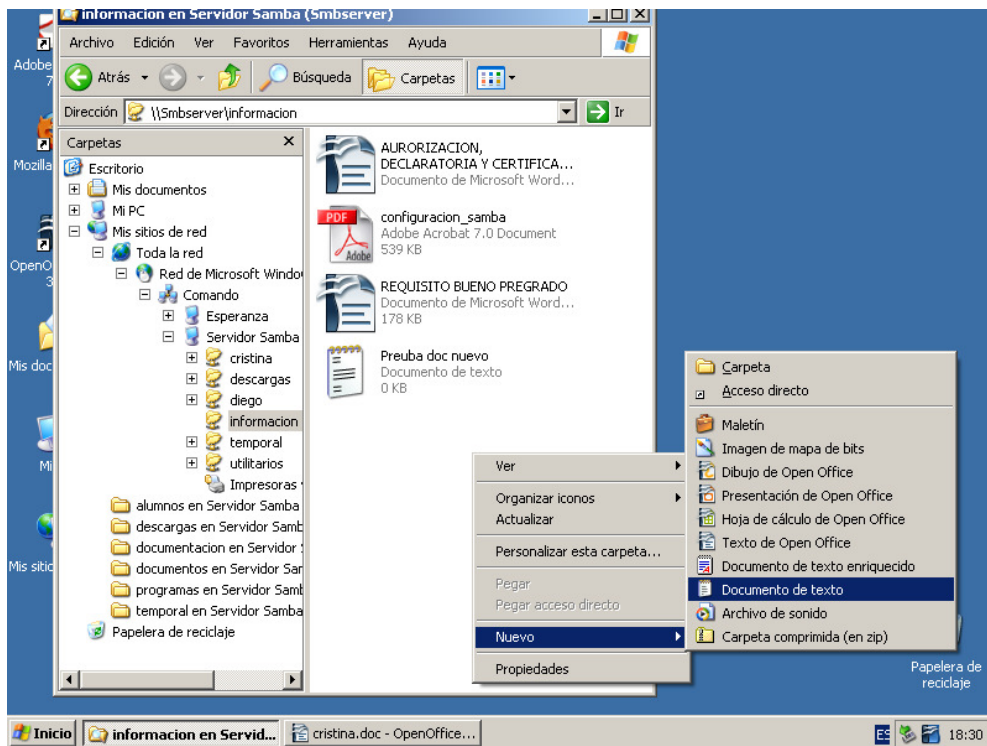 informacion en Servidor Samba (Smbserver)
Archivo Edición Ver Favoritos Herramientas Ayuda
Atrás Búsqueda Carpetas
Dirección \\Smbserver\informacion Ir
Carpetas
Escritorio
Mis documentos
Mi PC
Mis sitios de red
Toda la red
Red de Microsoft Windo
Comando
Esperanza
Servidor Samba
cristina
descargas
diego
informacion
temporal
utilitarios
Impresoras
alumnos en Servidor Samba
descargas en Servidor Samb
documentacion en Servidor
documentos en Servidor Sar
programas en Servidor Samb
temporal en Servidor Samba
Papelera de reciclaje
AURORIZACION,
DECLARATORIA Y CERTIFICA...
Documento de Microsoft Word...
PDF
Adobe
configuracion_samba
Adobe Acrobat 7.0 Document
539 KB
REQUISITO BUENO PREGRADO
Documento de Microsoft Word...
178 KB
Preuba doc nuevo
Documento de texto
0 KB
Ver
Organizar iconos
Actualizar
Personalizar esta carpeta...
Pegar
Pegar acceso directo
Nuevo
Propiedades
Carpeta
Acceso directo
Maletín
Imagen de mapa de bits
Dibujo de Open Office
Presentación de Open Office
Hoja de cálculo de Open Office
Texto de Open Office
Documento de texto enriquecido
Documento de texto
Archivo de sonido
Carpeta comprimida (en zip)
Adobe
7
Mozilla
OpenO
3
Mis doc
Mi
Mis sitio
Papelera de
reciclaje
Inicio informacion en Servid... cristina.doc - OpenOffice... ES 18:30